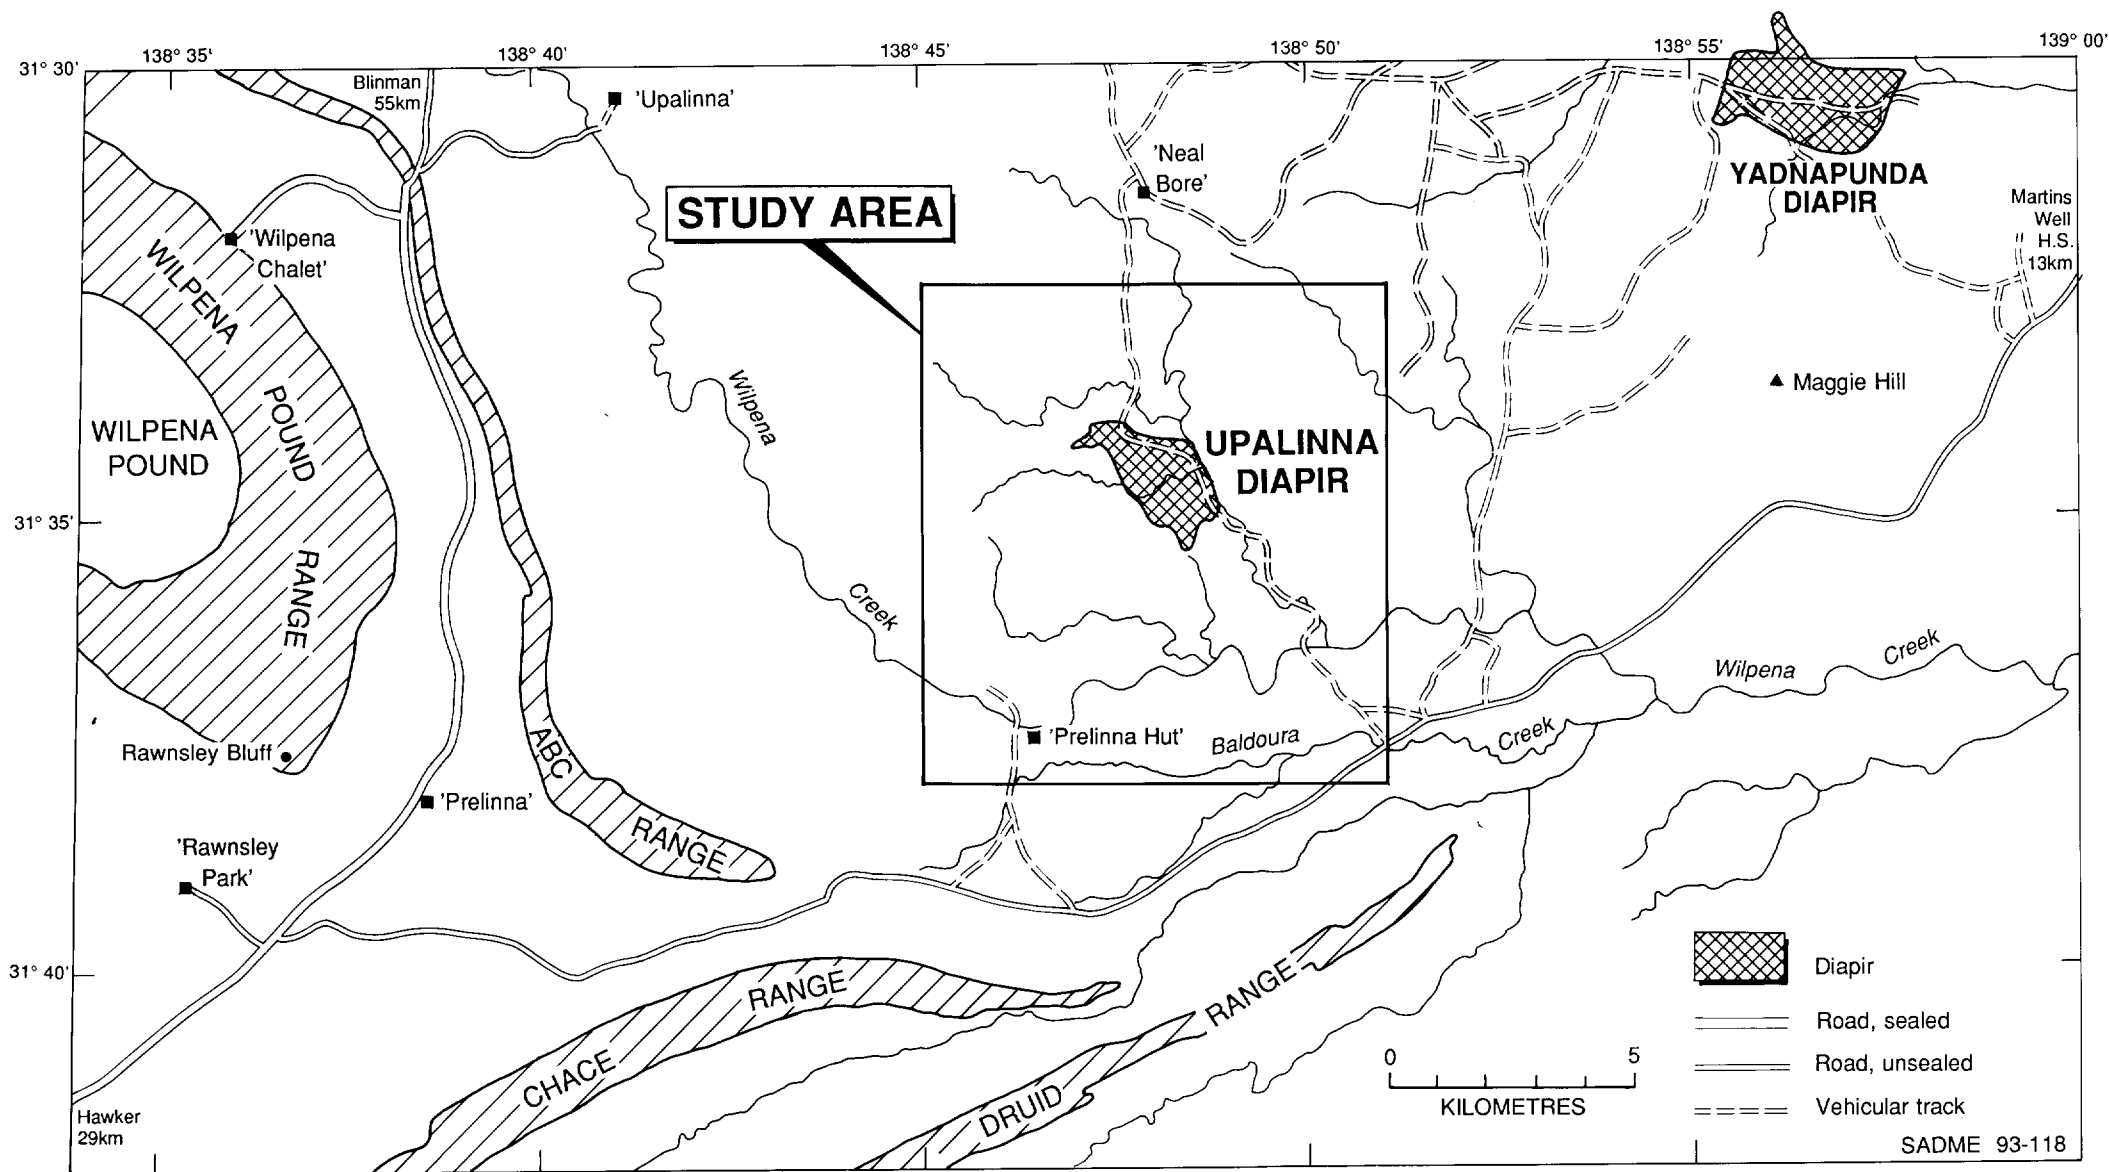 138° 35'
138° 40'
138° 45'
138° 50'
138° 55'
139° 00'
31° 30'
Blinman
55km
'Upalinna'
'Neal
Bore'
YADNAPUNDA
DIAPIR
Martins
Well
H.S.
13km
STUDY AREA
'Wilpena
Chalet'
WILPENA
POUND
RANGE
WILPENA
POUND
Wilpena
Creek
Maggie Hill
UPALINNA
DIAPIR
31° 35'
Wilpena
Creek
Rawnsley Bluff
ABC
RANGE
'Prelinna Hut'
Baldoura
Creek
'Prelinna'
'Rawnsley
Park'
31° 40'
CHACE
RANGE
DRUID
RANGE
Hawker
29km
0
5
KILOMETRES
Diapir
Road, sealed
Road, unsealed
Vehicular track
SADME 93-118